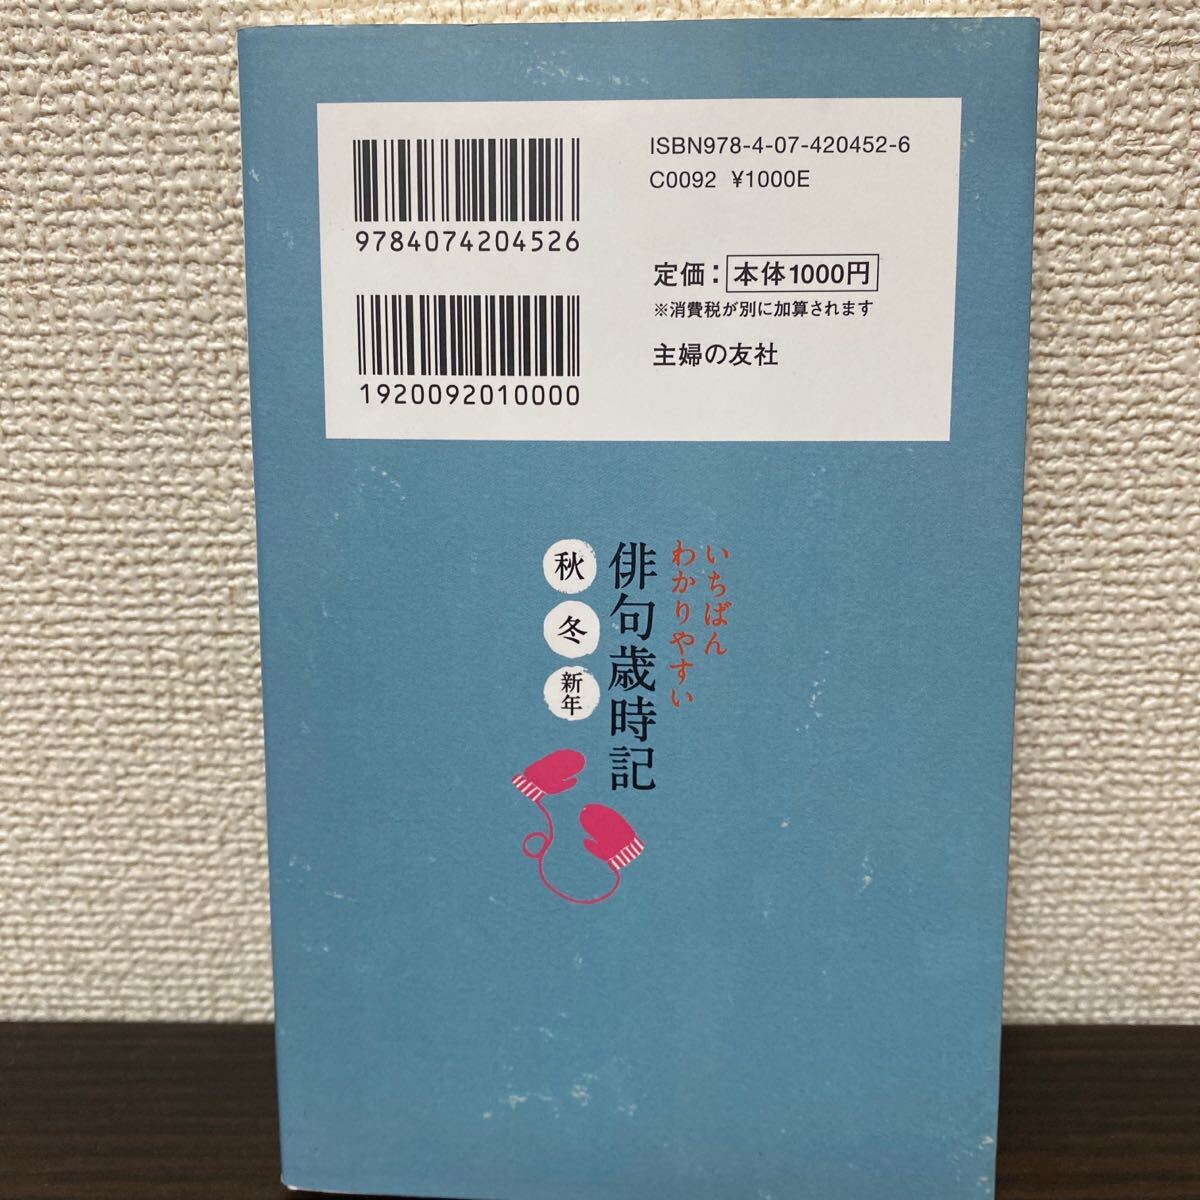 ISBN978-4-07-420452-6
C0092 ¥1000E
9784074204526
定価：本体1000円
※消費税が別に加算されます
1920092010000
主婦の友社
いちばん
わかりやすい
俳句歳時記
秋
冬
新年